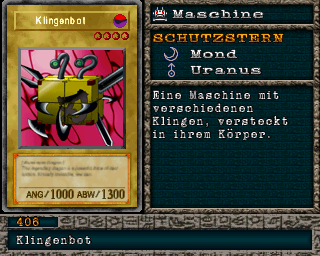 Klingenbot
ANG/1000 ABW/1300
Maschine
SCHUTZSTERN
Mond
Uranus
Eine Maschine mit
verschiedenen
Klingen, versteckt
in ihrem Körper.
406
Klingenbot